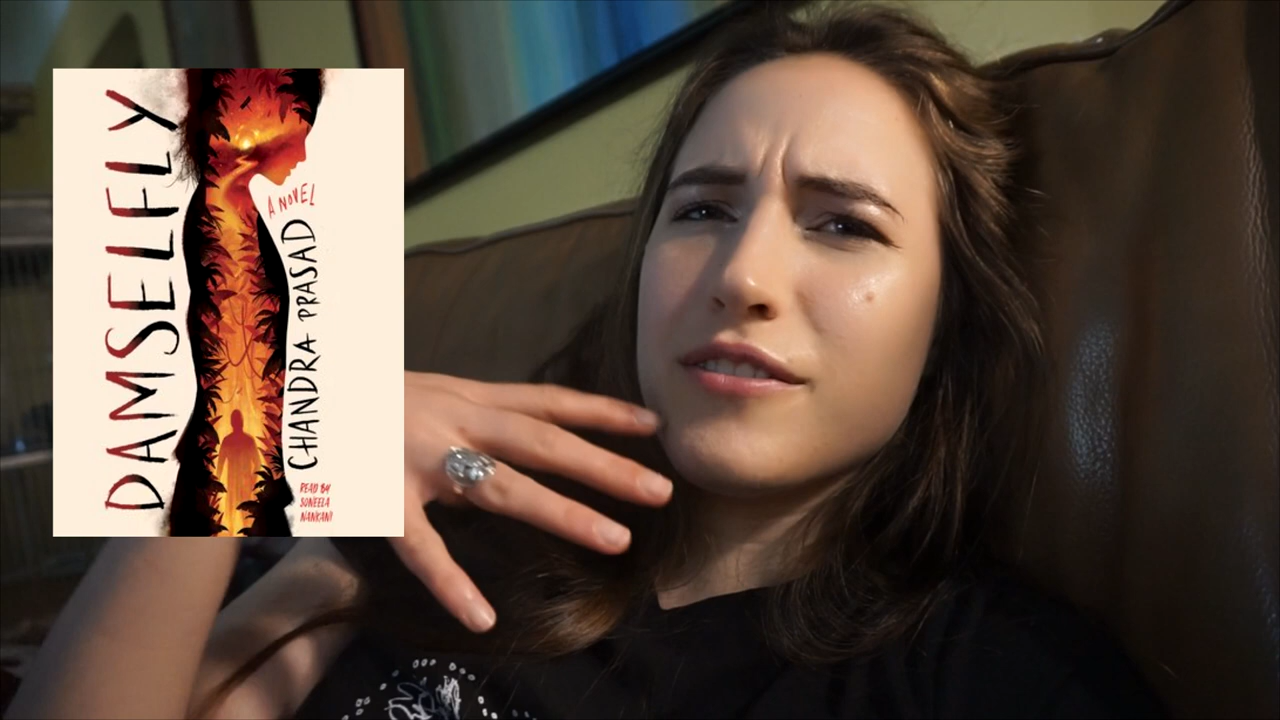 DAMSELFLY
A NOVEL
CHANDRA PRASAD
READ BY
SONEELA
NANKANI